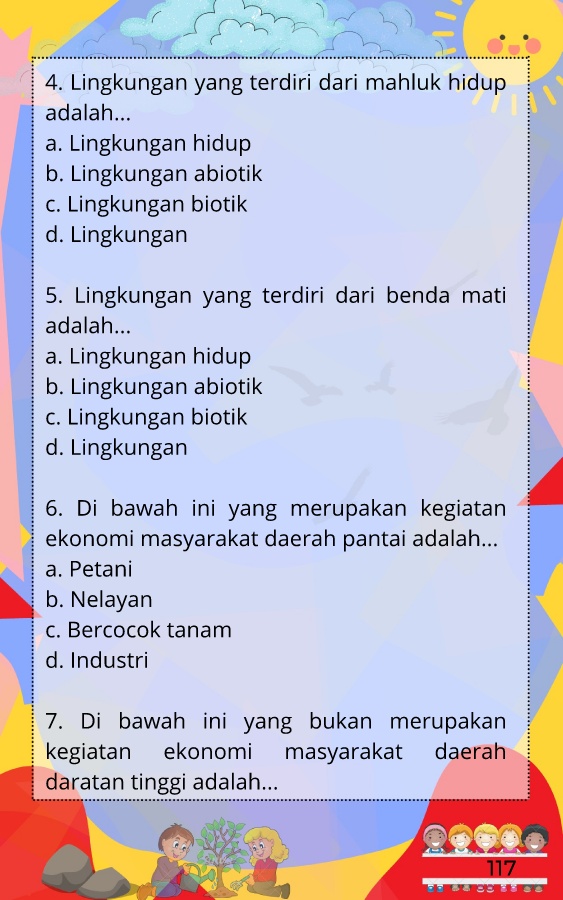 4. Lingkungan yang terdiri dari mahluk hidup
adalah...
a. Lingkungan hidup
b. Lingkungan abiotik
c. Lingkungan biotik
d. Lingkungan
5. Lingkungan yang terdiri dari benda mati
adalah...
a. Lingkungan hidup
b. Lingkungan abiotik
c. Lingkungan biotik
d. Lingkungan
6. Di bawah ini yang merupakan kegiatan
ekonomi masyarakat daerah pantai adalah...
a. Petani
b. Nelayan
c. Bercocok tanam
d. Industri
7. Di bawah ini yang bukan merupakan
kegiatan ekonomi masyarakat daerah
daratan tinggi adalah...
117